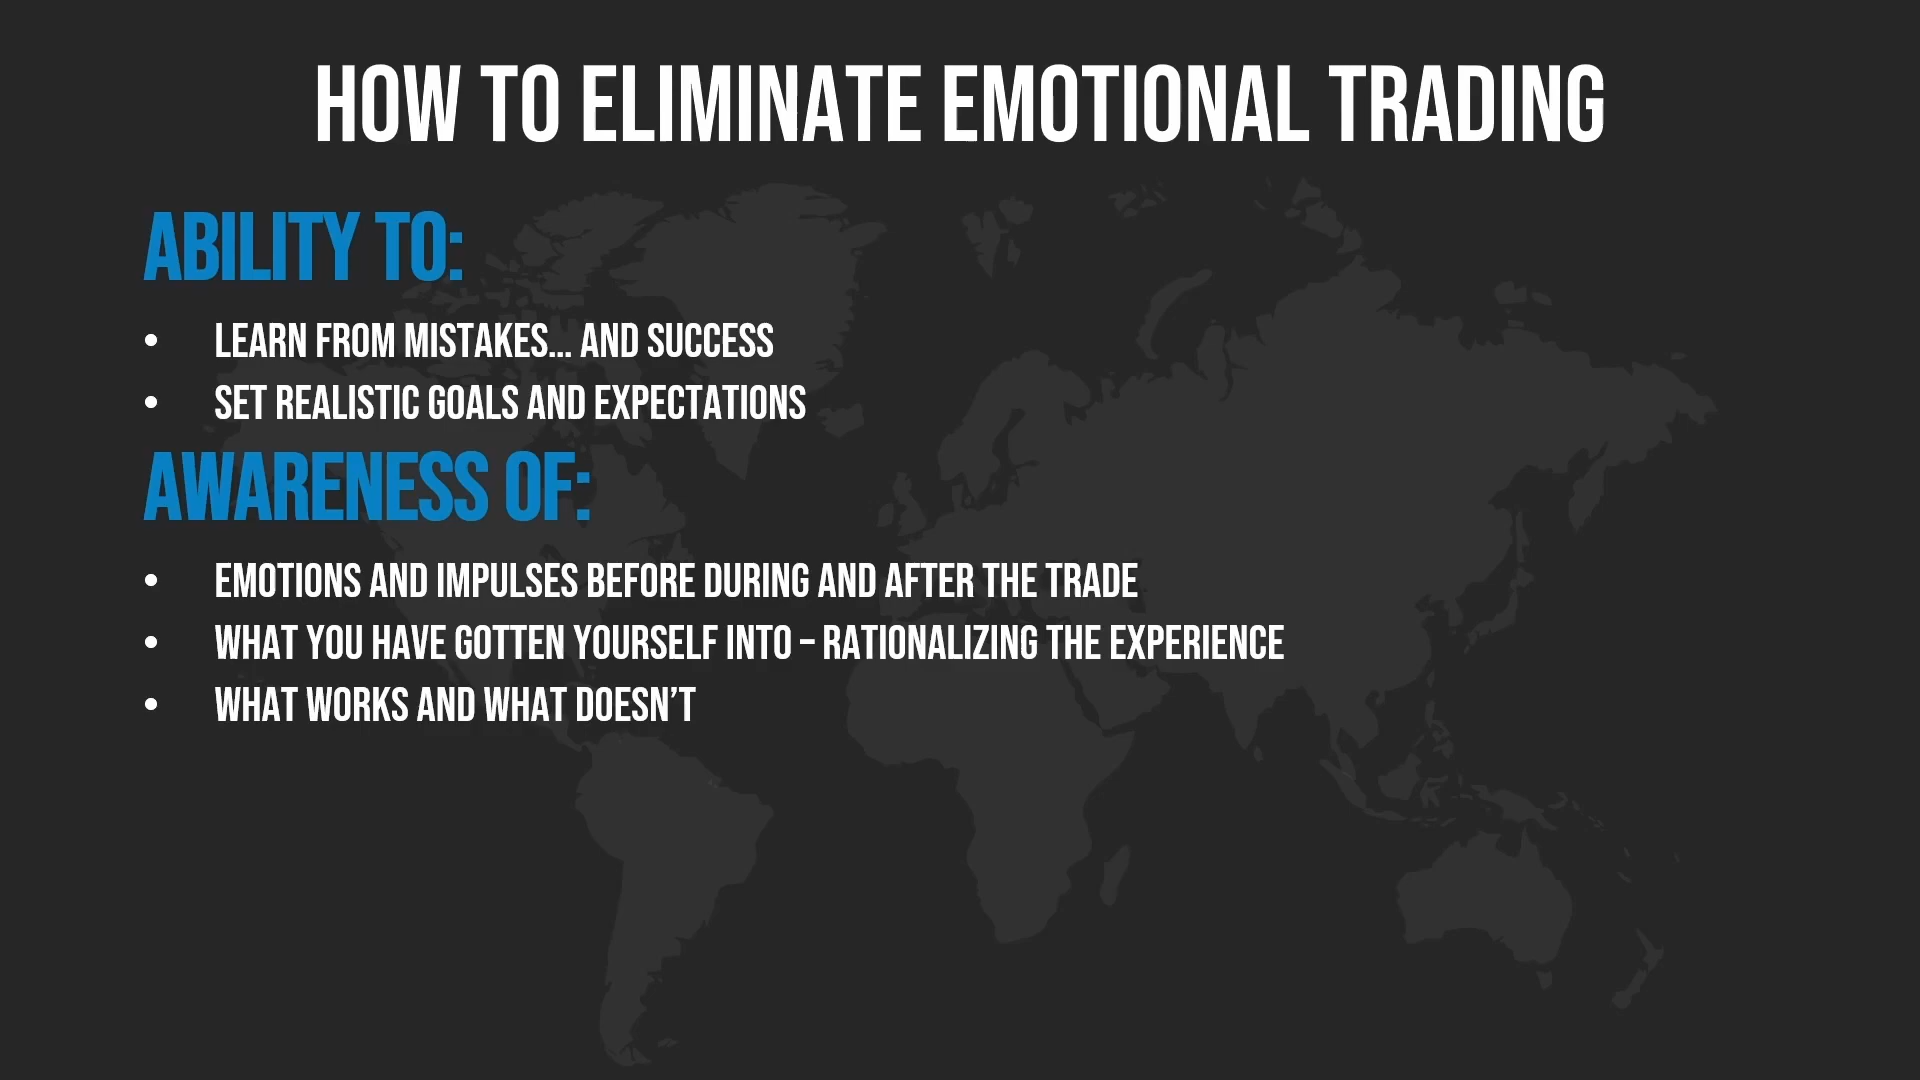 HOW TO ELIMINATE EMOTIONAL TRADING
ABILITY TO:
• LEARN FROM MISTAKES... AND SUCCESS
• SET REALISTIC GOALS AND EXPECTATIONS
AWARENESS OF:
• EMOTIONS AND IMPULSES BEFORE DURING AND AFTER THE TRADE
• WHAT YOU HAVE GOTTEN YOURSELF INTO – RATIONALIZING THE EXPERIENCE
• WHAT WORKS AND WHAT DOESN’T